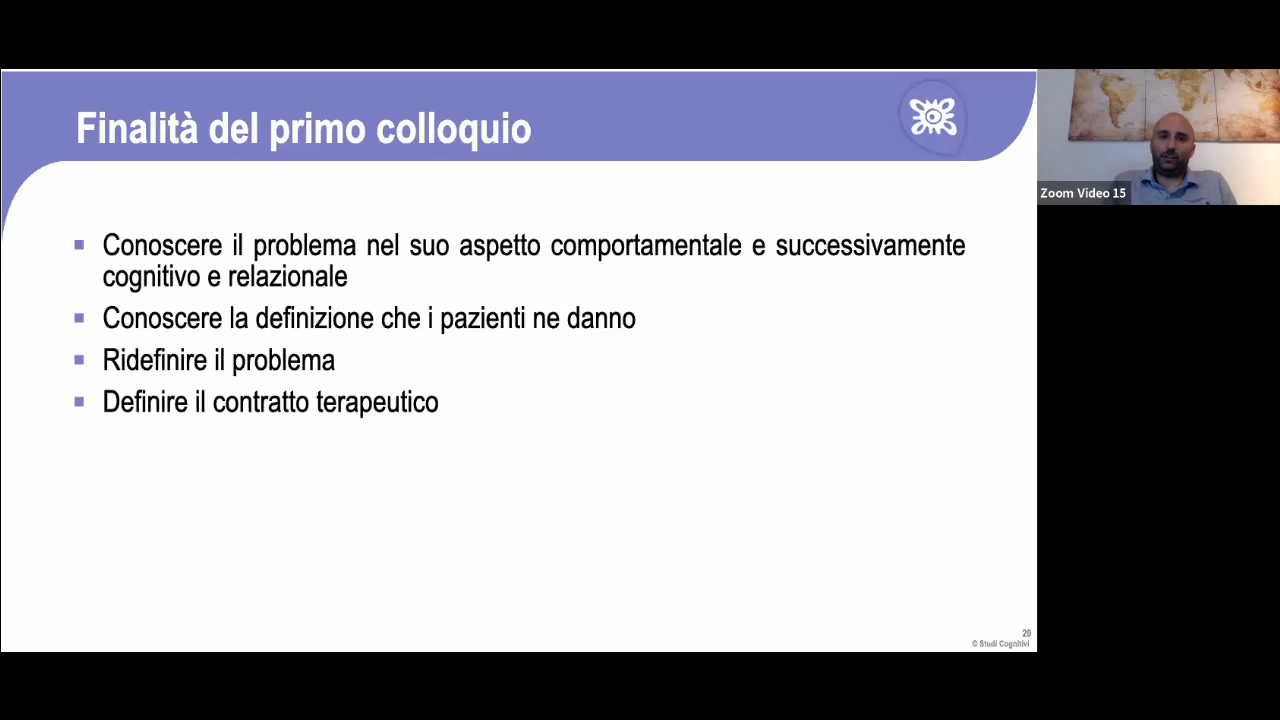 Finalità del primo colloquio
Zoom Video 15
Conoscere il problema nel suo aspetto comportamentale e successivamente
cognitivo e relazionale
Conoscere la definizione che i pazienti ne danno
Ridefinire il problema
Definire il contratto terapeutico
20
© Studi Cognitivi